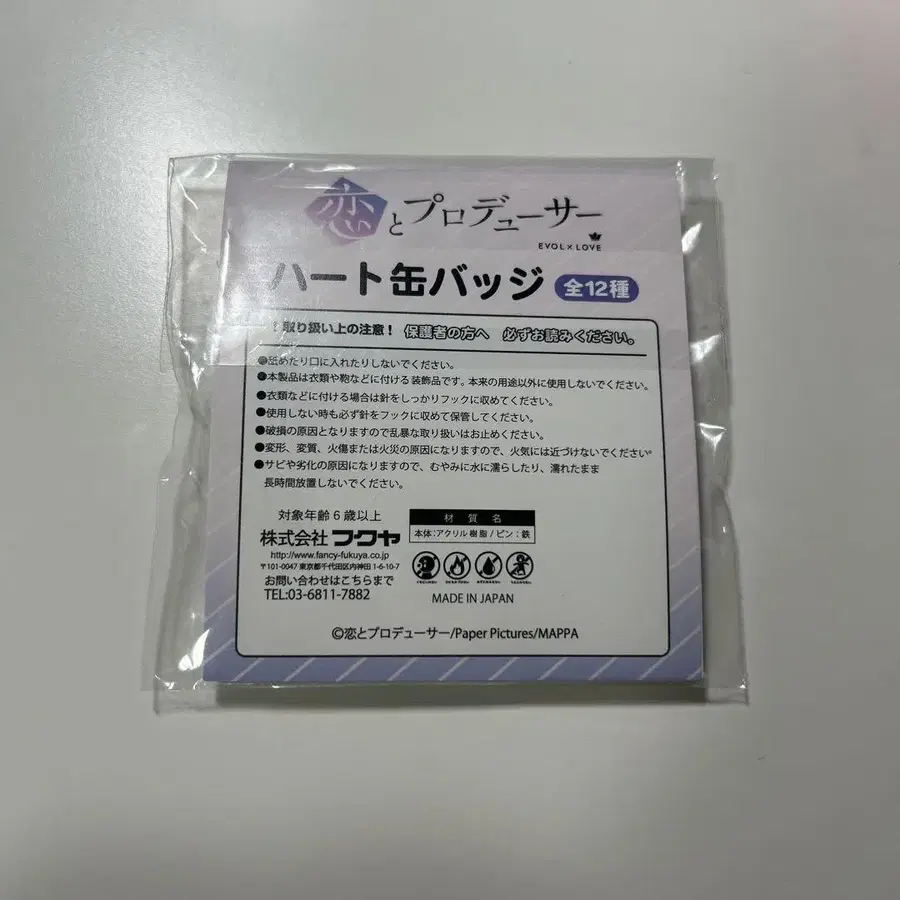 恋とプロデューサー
EVOL×LOVE
ハート缶バッジ 全12種
！取り扱い上の注意！ 保護者の方へ 必ずお読みください。
●舐めたり口に入れたりしないでください。
●本製品は衣類や鞄などに付ける装飾品です。本来の用途以外に使用しないでください。
●衣類などに付ける場合は針をしっかりフックに収めてください。
●使用しない時も必ず針をフックに収めて保管してください。
●破損の原因となりますので乱暴な取り扱いはお止めください。
●変形、変質、火傷または火災の原因になりますので、火気には近づけないでください。
●サビや劣化の原因になりますので、むやみに水に濡らしたり、濡れたまま
長時間放置しないでください。
対象年齢6歳以上
株式会社フクヤ
http://www.fancy-fukuya.co.jp
〒101-0047 東京都千代田区内神田1-6-10-7
お問い合わせはこちらまで
TEL:03-6811-7882
材質名
本体:アクリル樹脂/ピン:鉄
MADE IN JAPAN
©恋とプロデューサー/Paper Pictures/MAPPA